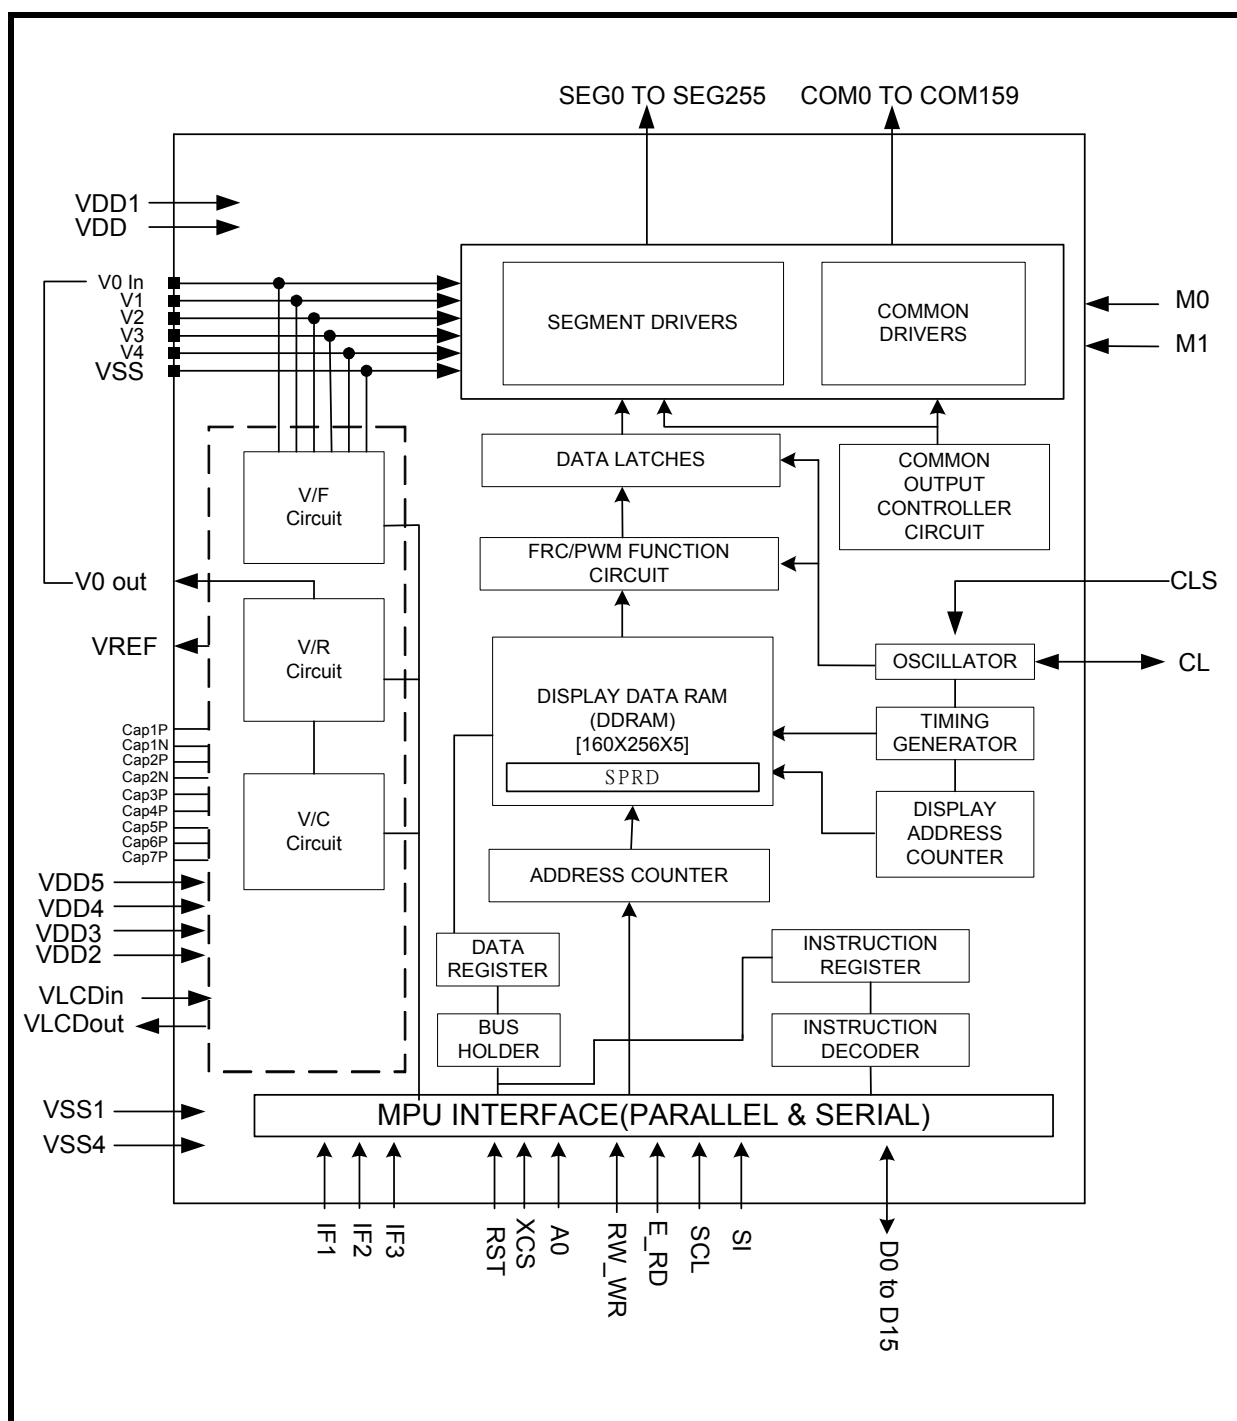 SEG0 TO SEG255
COM0 TO COM159
VDD1
VDD
V0 In
V1
V2
V3
V4
VSS
SEGMENT DRIVERS
COMMON
DRIVERS
M0
M1
DATA LATCHES
COMMON
OUTPUT
CONTROLLER
CIRCUIT
V/F
Circuit
FRC/PWM FUNCTION
CIRCUIT
V0 out
CLS
VREF
V/R
Circuit
OSCILLATOR
CL
DISPLAY DATA RAM
(DDRAM)
[160X256X5]
SPRD
TIMING
GENERATOR
Cap1P
Cap1N
Cap2P
Cap2N
Cap3P
Cap4P
Cap5P
Cap6P
Cap7P
V/C
Circuit
DISPLAY
ADDRESS
COUNTER
ADDRESS COUNTER
VDD5
VDD4
VDD3
VDD2
VLCDin
VLCDout
DATA
REGISTER
INSTRUCTION
REGISTER
BUS
HOLDER
INSTRUCTION
DECODER
VSS1
VSS4
MPU INTERFACE(PARALLEL & SERIAL)
IF1
IF2
IF3
RST
XCS
A0
RW_WR
E_RD
SCL
SI
D0 to D15